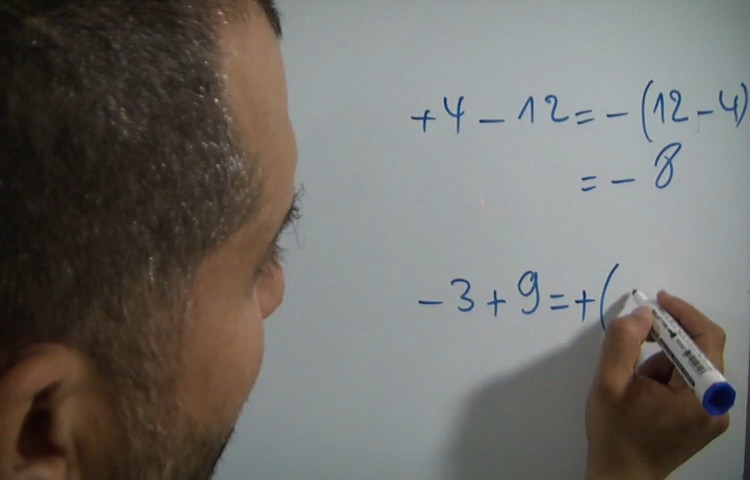 +4 - 12 = - (12 - 4)
= - 8
- 3 + 9 = + (